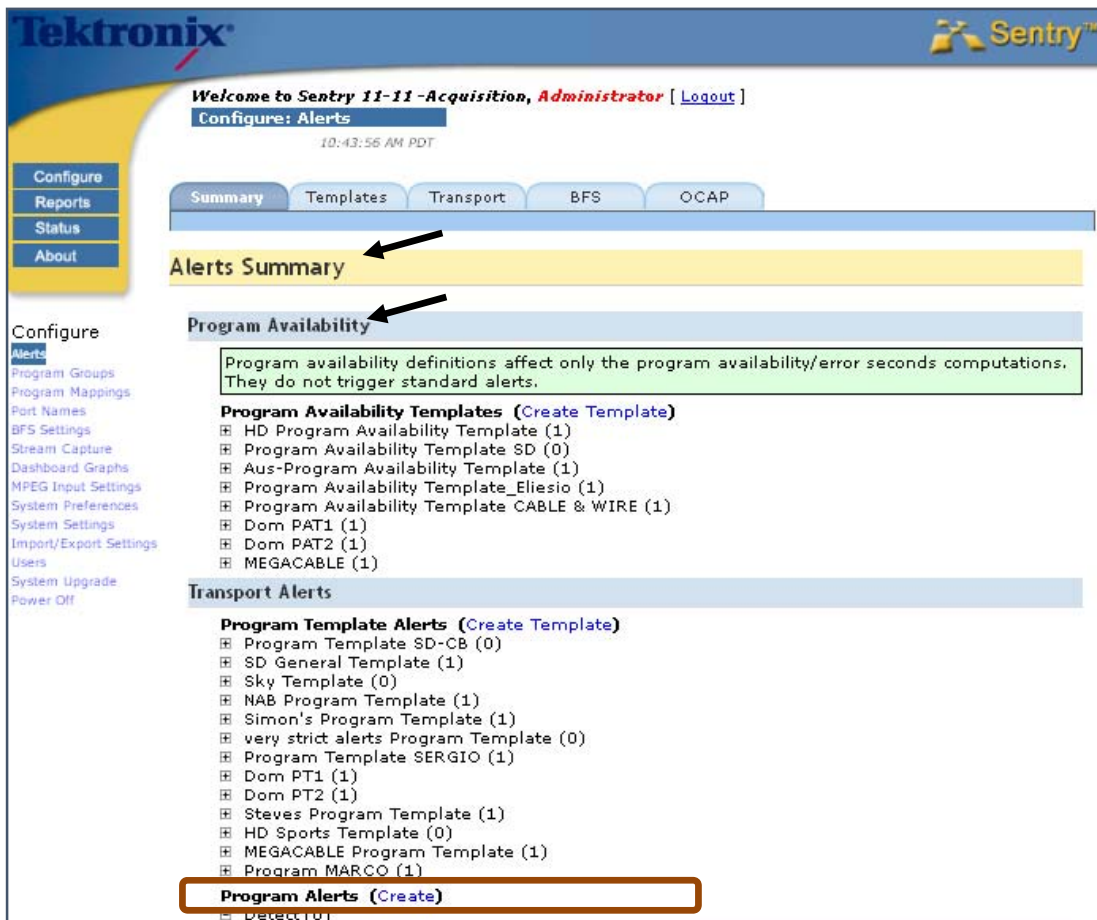 Tektronix
Sentry™
Welcome to Sentry 11-11 -Acquisition, Administrator [ Logout ]
Configure: Alerts
10:43:56 AM PDT
Configure
Reports
Status
About
Summary
Templates
Transport
BFS
OCAP
Alerts Summary
Configure
Alerts
Program Groups
Program Mappings
Port Names
BFS Settings
Stream Capture
Dashboard Graphs
MPEG Input Settings
System Preferences
System Settings
Import/Export Settings
Users
System Upgrade
Power Off
Program Availability
Program availability definitions affect only the program availability/error seconds computations.
They do not trigger standard alerts.
Program Availability Templates (Create Template)
HD Program Availability Template (1)
Program Availability Template SD (0)
Aus-Program Availability Template (1)
Program Availability Template_Eliesio (1)
Program Availability Template CABLE & WIRE (1)
Dom PAT1 (1)
Dom PAT2 (1)
MEGACABLE (1)
Transport Alerts
Program Template Alerts (Create Template)
Program Template SD-CB (0)
SD General Template (1)
Sky Template (0)
NAB Program Template (1)
Simon's Program Template (1)
very strict alerts Program Template (0)
Program Template SERGIO (1)
Dom PT1 (1)
Dom PT2 (1)
Steves Program Template (1)
HD Sports Template (0)
MEGACABLE Program Template (1)
Program MARCO (1)
Program Alerts (Create)